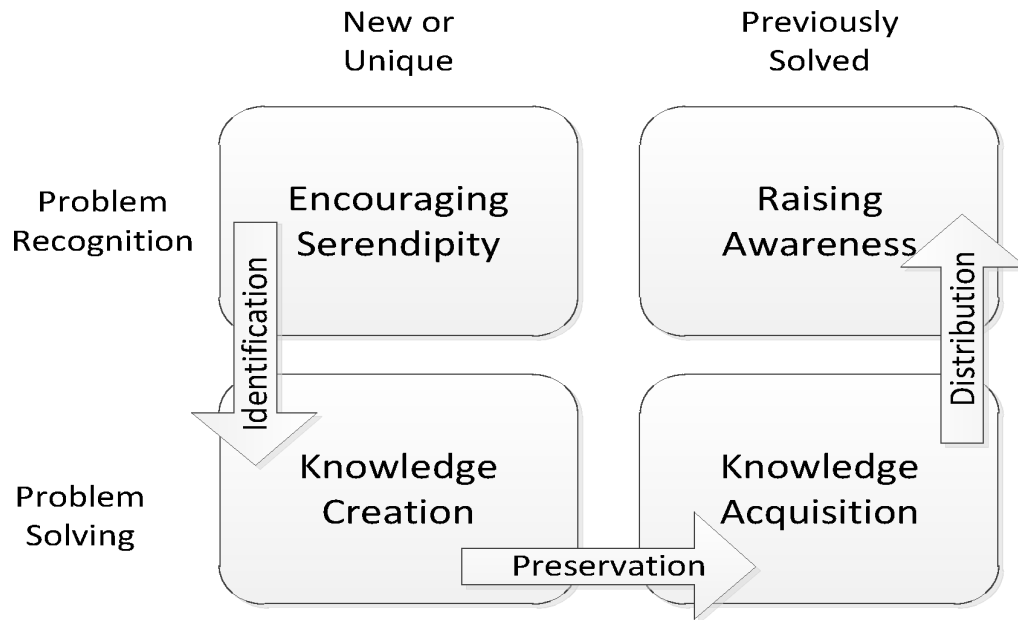 New or
Unique
Previously
Solved
Problem
Recognition
Encouraging
Serendipity
Raising
Awareness
Identification
Distribution
Problem
Solving
Knowledge
Creation
Knowledge
Acquisition
Preservation